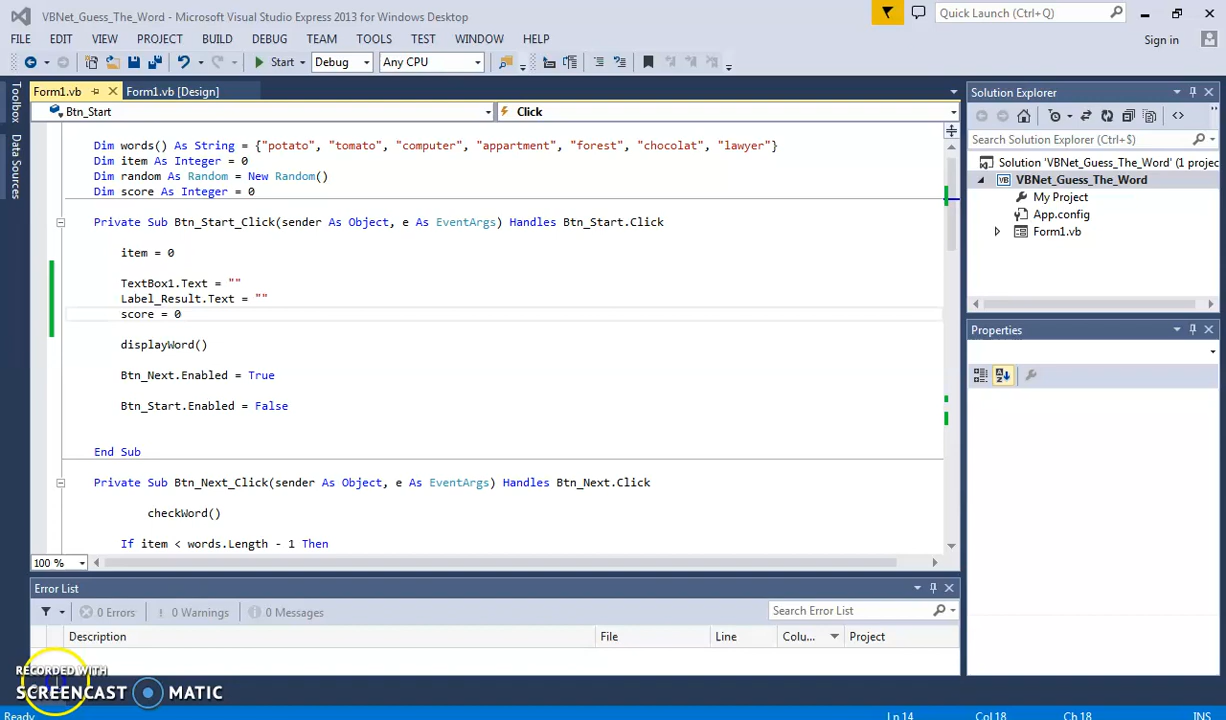 VBNet_Guess_The_Word - Microsoft Visual Studio Express 2013 for Windows Desktop
Quick Launch (Ctrl+Q)
FILE EDIT VIEW PROJECT BUILD DEBUG TEAM TOOLS TEST WINDOW HELP
Sign in
Start Debug Any CPU
Toolbox
Data Sources
Form1.vb Form1.vb [Design]
Btn_Start Click
Dim words() As String = {"potato", "tomato", "computer", "appartment", "forest", "chocolat", "lawyer"}
Dim item As Integer = 0
Dim random As Random = New Random()
Dim score As Integer = 0
Private Sub Btn_Start_Click(sender As Object, e As EventArgs) Handles Btn_Start.Click
item = 0
TextBox1.Text = ""
Label_Result.Text = ""
score = 0
displayWord()
Btn_Next.Enabled = True
Btn_Start.Enabled = False
End Sub
Private Sub Btn_Next_Click(sender As Object, e As EventArgs) Handles Btn_Next.Click
checkWord()
If item < words.Length - 1 Then
100 %
Solution Explorer
Search Solution Explorer (Ctrl+$)
Solution 'VBNet_Guess_The_Word' (1 projec
VB VBNet_Guess_The_Word
My Project
App.config
Form1.vb
Properties
Error List
0 Errors 0 Warnings 0 Messages
Search Error List
Description File Line Colu... Project
RECORDED WITH
SCREENCAST MATIC
Ready
Ln 14 Col 18 Ch 18 INS